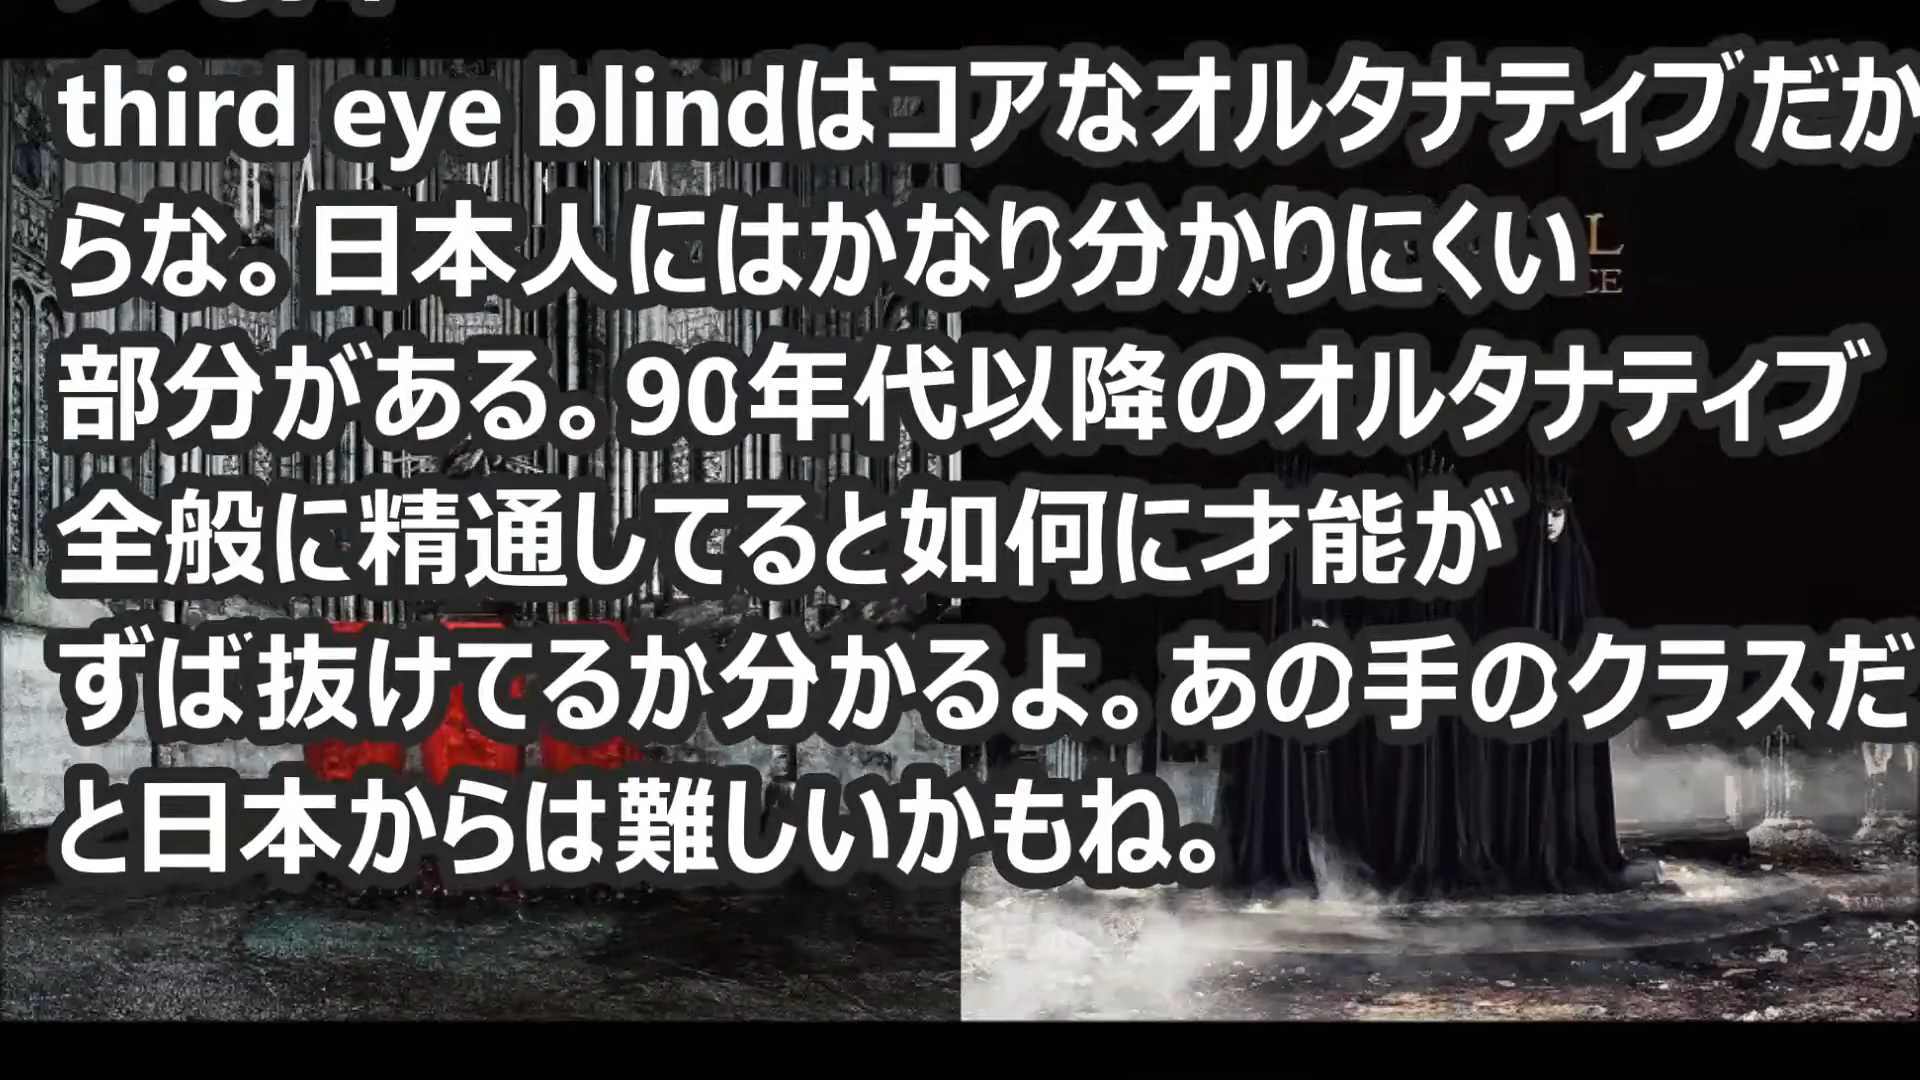 third eye blindはコアなオルタナティブだか
らな。日本人にはかなり分かりにくい
部分がある。90年代以降のオルタナティブ
全般に精通してると如何に才能が
ずば抜けてるか分かるよ。あの手のクラスだ
と日本からは難しいかもね。